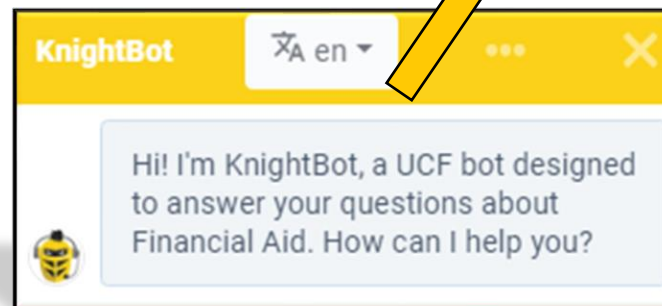 KnightBot
en
Hi! I'm KnightBot, a UCF bot designed
to answer your questions about
Financial Aid. How can I help you?